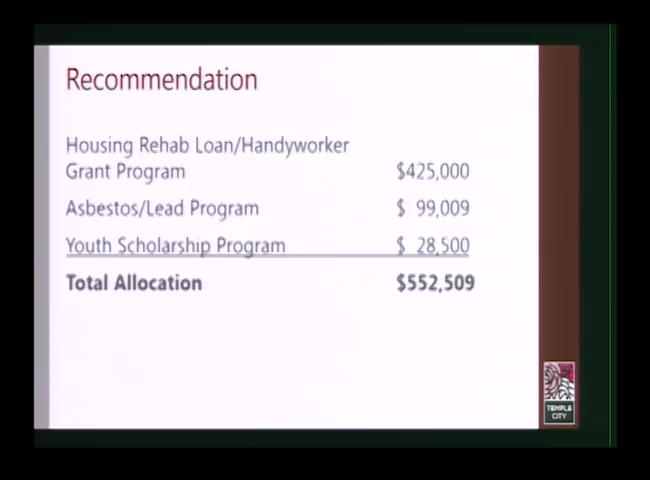 Recommendation
Housing Rehab Loan/Handyworker
Grant Program $425,000
Asbestos/Lead Program $ 99,009
Youth Scholarship Program $ 28,500
Total Allocation $552,509
TEMPLE
CITY